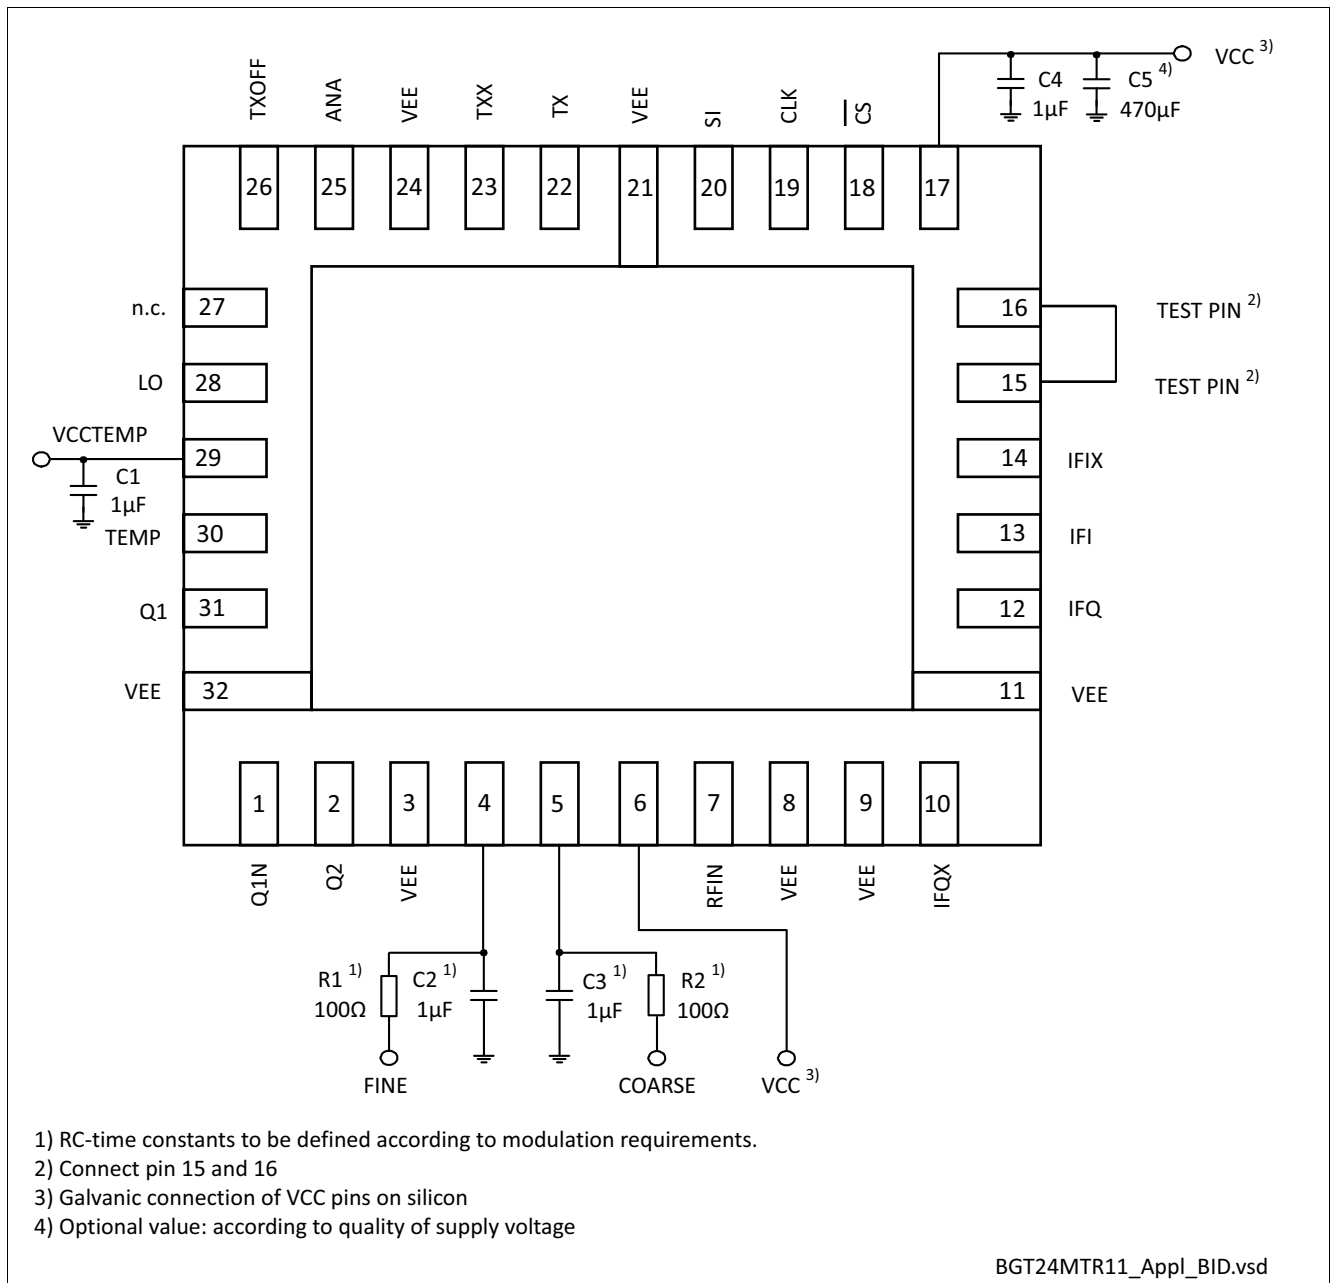 TXOFF
ANA
VEE
TXX
TX
VEE
SI
CLK
CS
VCC 3)
C4
1µF
C5 4)
470µF
26
25
24
23
22
21
20
19
18
17
n.c.
27
16
TEST PIN 2)
LO
28
15
TEST PIN 2)
VCCTEMP
29
14
IFIX
C1
1µF
TEMP
30
13
IFI
Q1
31
12
IFQ
VEE
32
11
VEE
1
2
3
4
5
6
7
8
9
10
Q1N
Q2
VEE
RFIN
VEE
VEE
IFQX
R1 1)
100Ω
C2 1)
1µF
C3 1)
1µF
R2 1)
100Ω
FINE
COARSE
VCC 3)
1) RC-time constants to be defined according to modulation requirements.
2) Connect pin 15 and 16
3) Galvanic connection of VCC pins on silicon
4) Optional value: according to quality of supply voltage
BGT24MTR11_Appl_BID.vsd